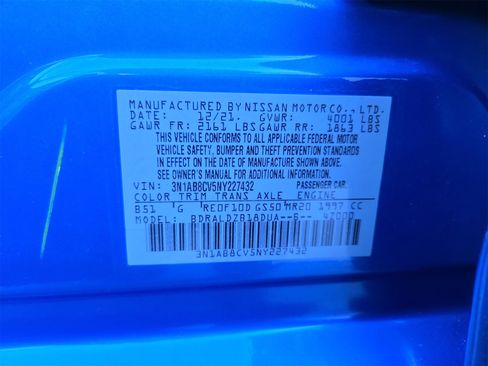 MANUFACTURED BY NISSAN MOTOR CO., LTD.
DATE: 12/21. GVWR: 4001 LBS
GAWR FR: 2161 LBS GAWR RR: 1863 LBS
THIS VEHICLE CONFORMS TO ALL APPLICABLE FEDERAL MOTOR
VEHICLE SAFETY, BUMPER AND THEFT PREVENTION STANDARDS
IN EFFECT ON THE DATE OF MANUFACTURE SHOWN ABOVE.
SEE OWNER'S MANUAL FOR ADDITIONAL INFORMATION.
VIN: 3N1AB8CV5NY227432 PASSENGER CAR
COLOR TRIM TRANS AXLE ENGINE
B51 G RE0F10D GS50 MR20 1997 CC
MODEL: BDRALDZB18DUA--6-- 4Z000
3N1AB8CV5NY227432